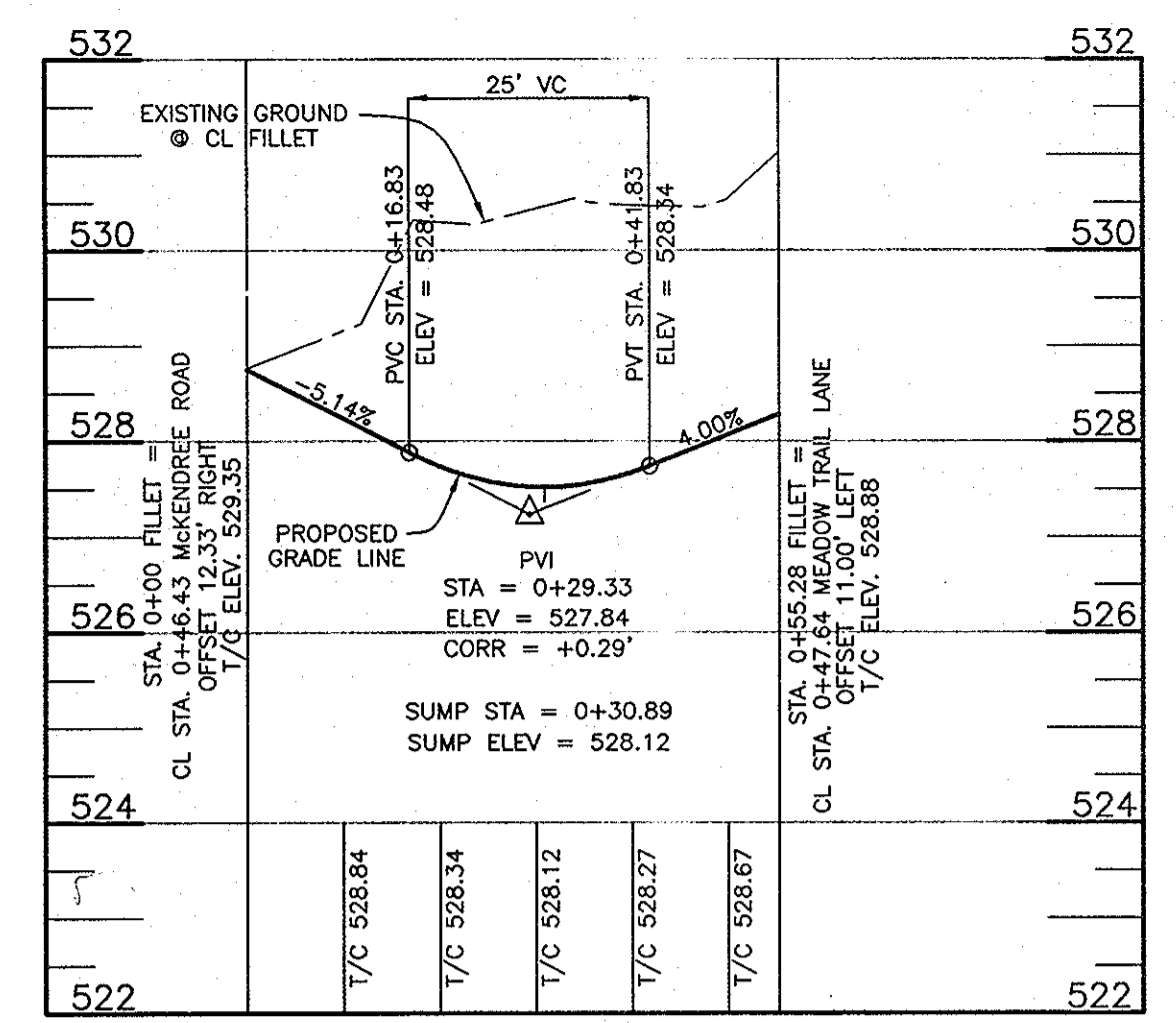 532
532
25' VC
EXISTING GROUND
@ CL FILLET
PVC STA. 0+16.83
ELEV = 528.48
PVT STA. 0+41.83
ELEV = 528.34
530
530
-5.14%
4.00%
528
528
STA. 0+00 FILLET =
CL STA. 0+46.43 McKENDREE ROAD
OFFSET 12.33' RIGHT
T/C ELEV. 529.35
PROPOSED
GRADE LINE
PVI
STA = 0+29.33
ELEV = 527.84
CORR = +0.29'
STA. 0+55.28 FILLET =
CL STA. 0+47.64 MEADOW TRAIL LANE
OFFSET 11.00' LEFT
T/C ELEV. 528.88
526
526
SUMP STA = 0+30.89
SUMP ELEV = 528.12
524
524
T/C 528.84
T/C 528.34
T/C 528.12
T/C 528.27
T/C 528.67
522
522